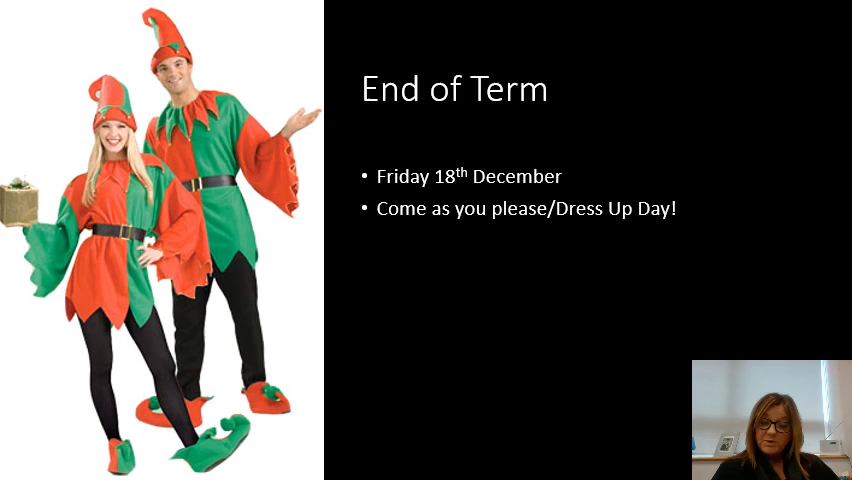 End of Term
• Friday 18th December
• Come as you please/Dress Up Day!